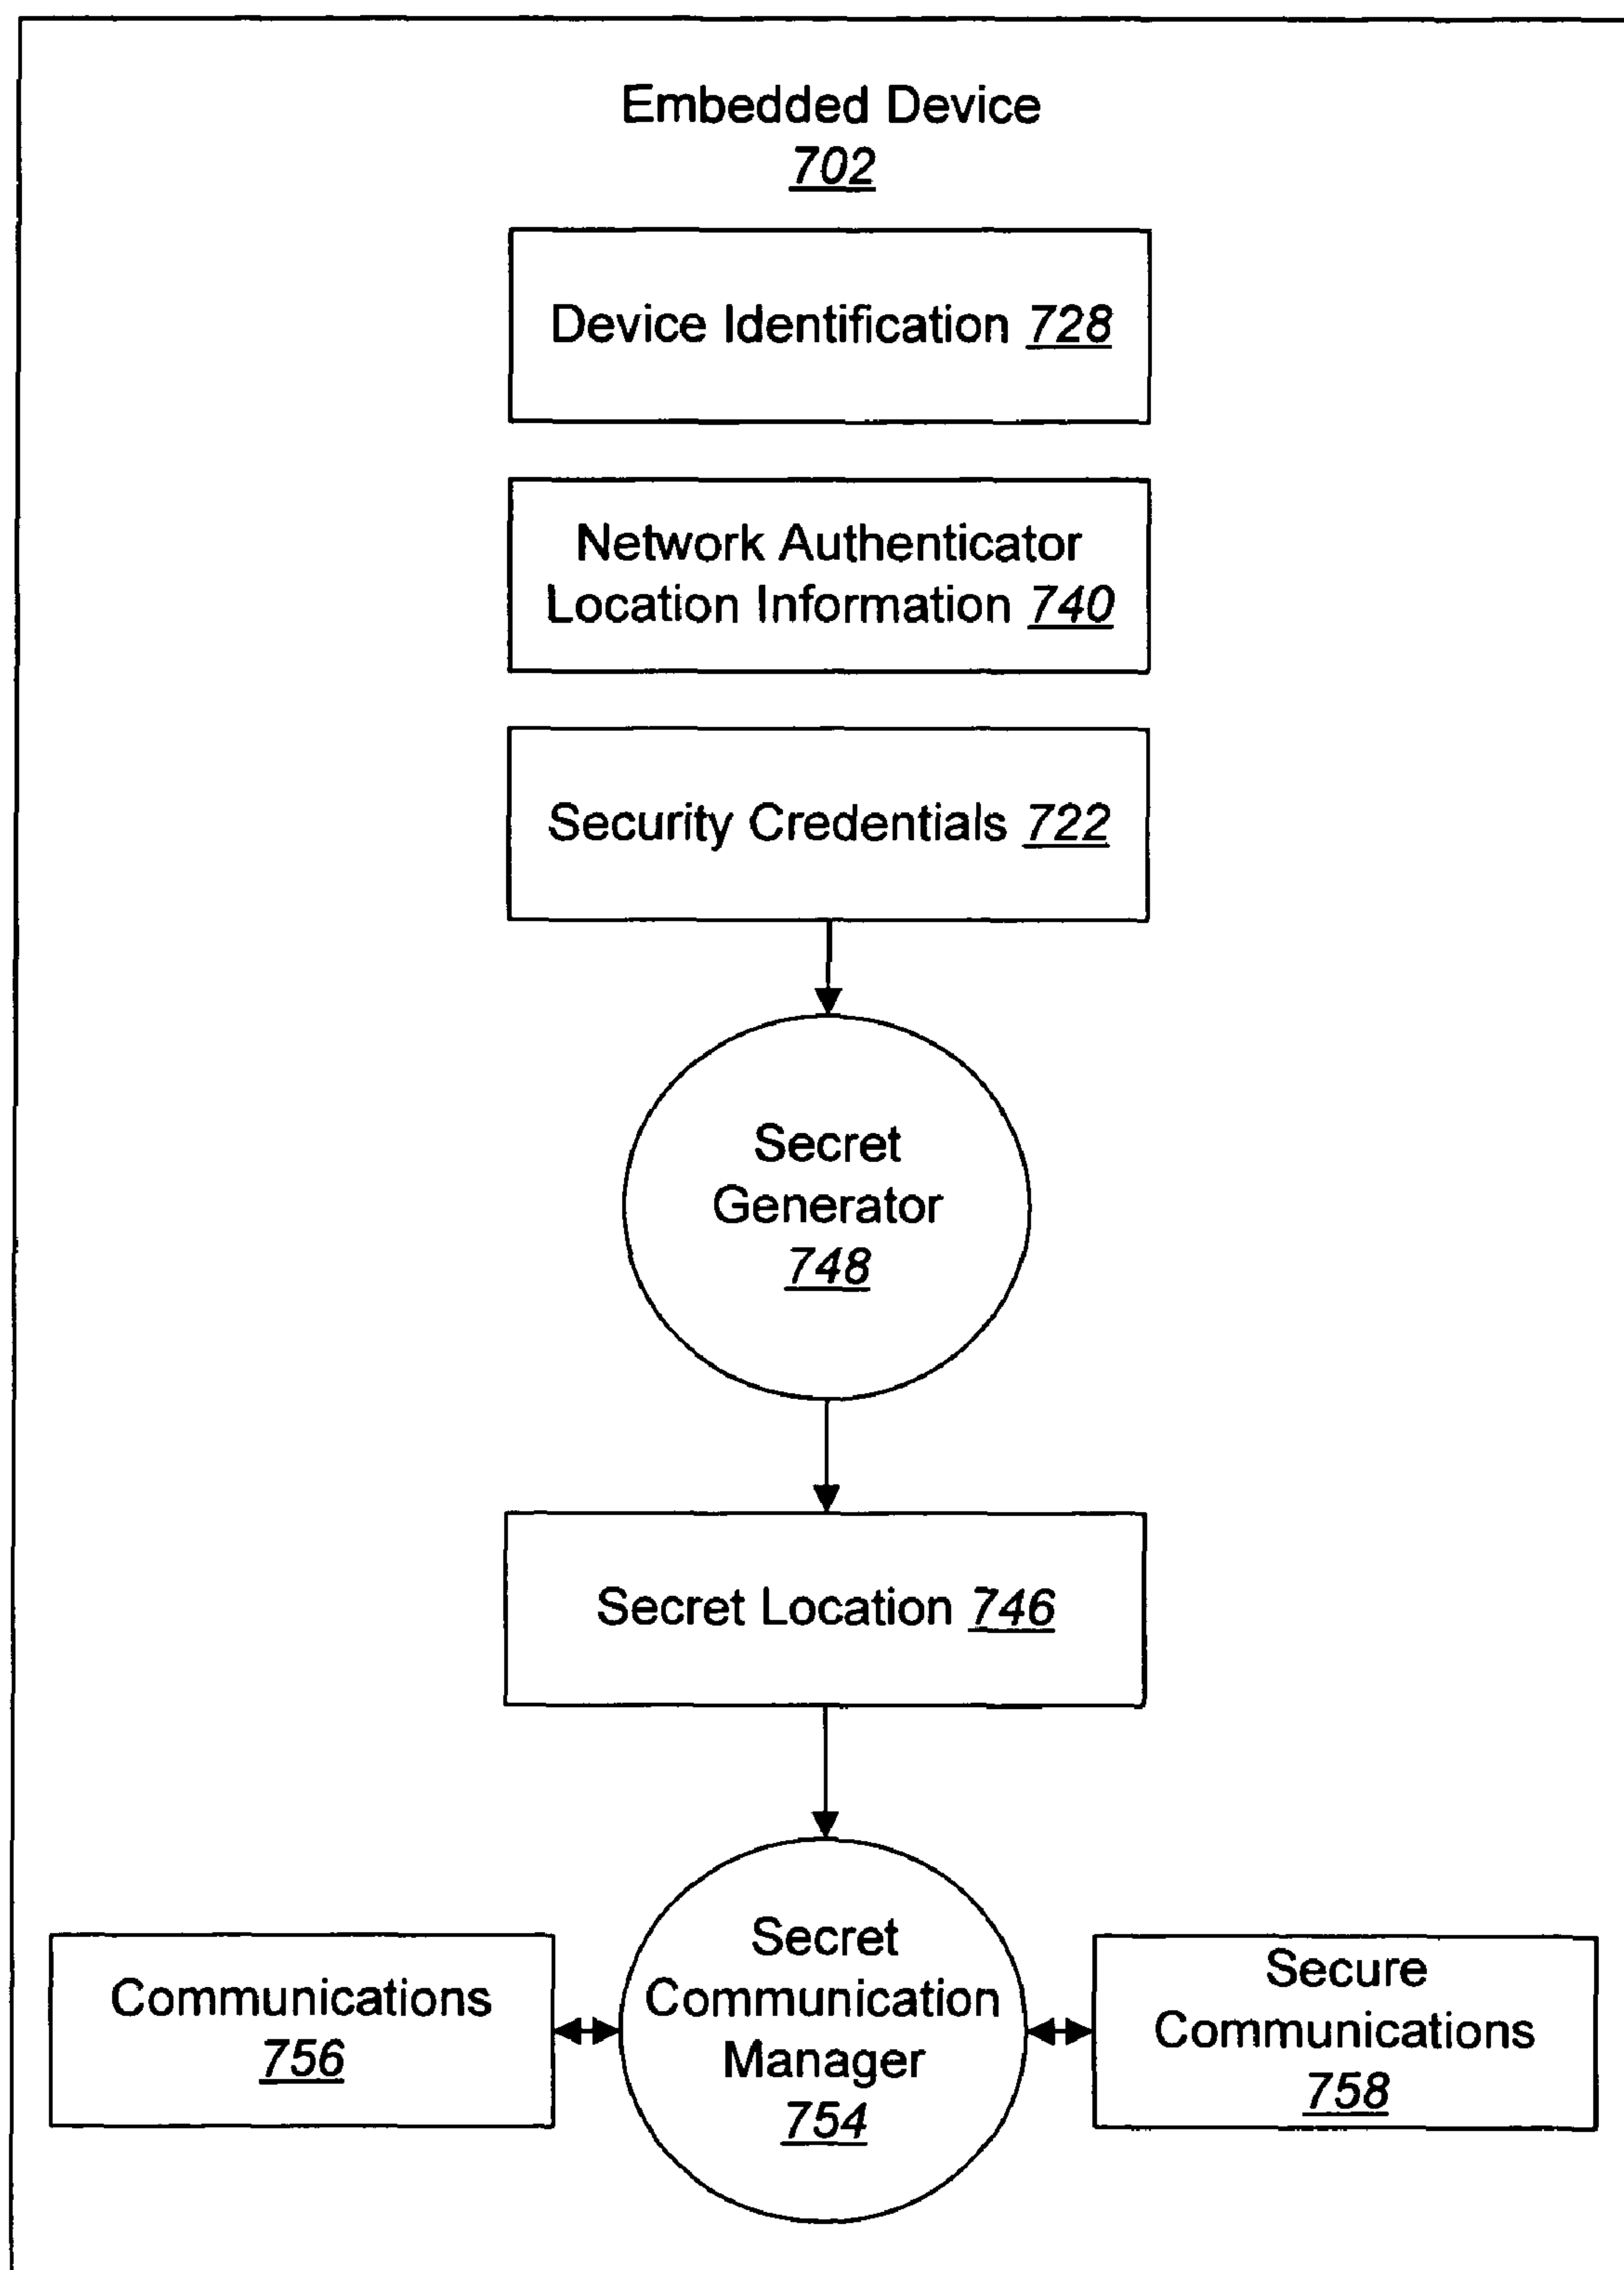 Embedded Device
702
Device Identification 728
Network Authenticator
Location Information 740
Security Credentials 722
Secret
Generator
748
Secret Location 746
Secret
Communication
Manager
754
Communications
756
Secure
Communications
758